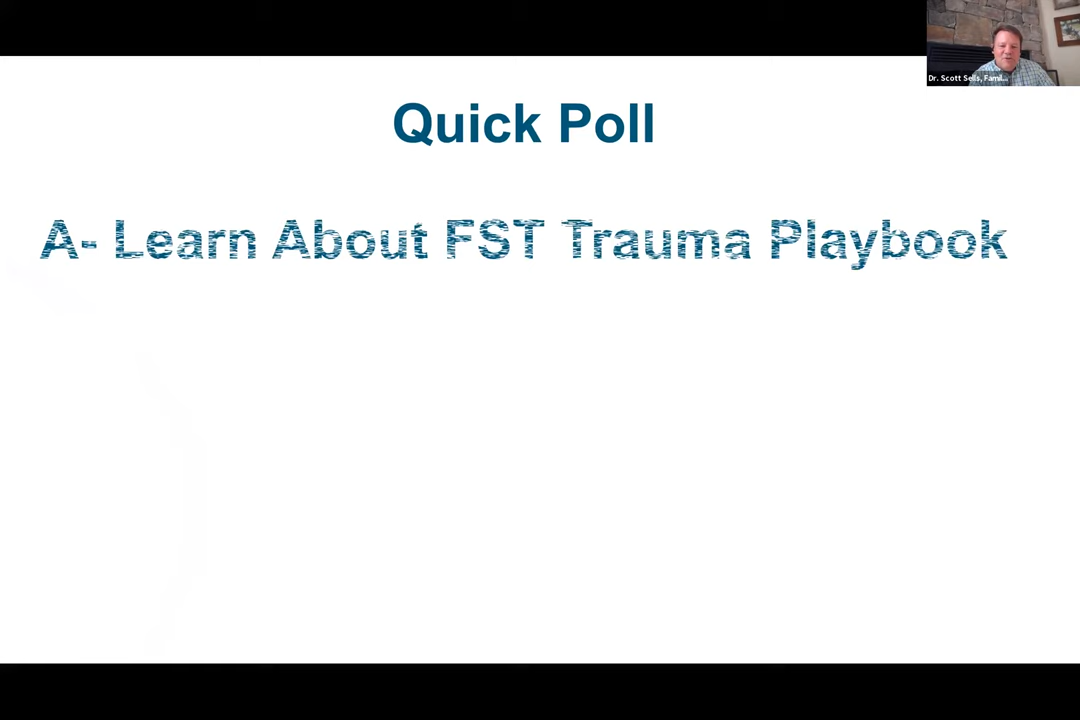 Dr. Scott Sells, Famil...
Quick Poll
A- Learn About FST Trauma Playbook